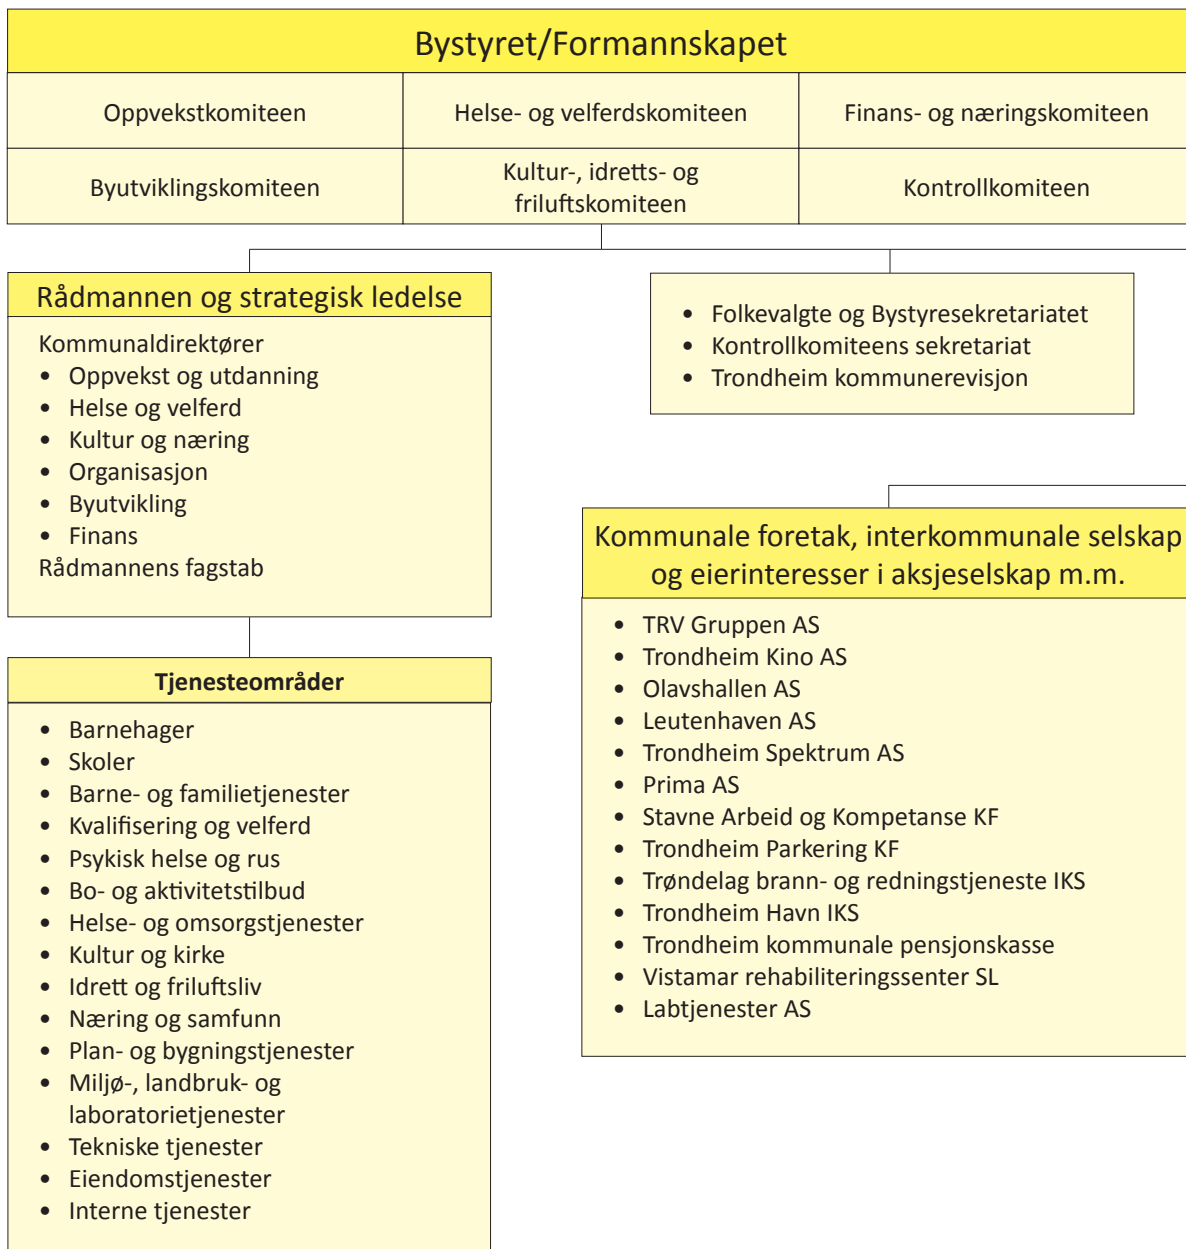 Bystyret/Formannskapet
Oppvekstkomiteen
Helse- og velferdskomiteen
Finans- og næringskomiteen
Byutviklingskomiteen
Kultur-, idretts- og
friluftskomiteen
Kontrollkomiteen
Rådmannen og strategisk ledelse
Kommunaldirektører
• Oppvekst og utdanning
• Helse og velferd
• Kultur og næring
• Organisasjon
• Byutvikling
• Finans
Rådmannens fagstab
• Folkevalgte og Bystyresekretariatet
• Kontrollkomiteens sekretariat
• Trondheim kommunerevisjon
Tjenesteområder
• Barnehager
• Skoler
• Barne- og familietjenester
• Kvalifisering og velferd
• Psykisk helse og rus
• Bo- og aktivitetstilbud
• Helse- og omsorgstjenester
• Kultur og kirke
• Idrett og friluftsliv
• Næring og samfunn
• Plan- og bygningstjenester
• Miljø-, landbruk- og
laboratorietjenester
• Tekniske tjenester
• Eiendomstjenester
• Interne tjenester
Kommunale foretak, interkommunale selskap
og eierinteresser i aksjeselskap m.m.
• TRV Gruppen AS
• Trondheim Kino AS
• Olavshallen AS
• Leutenhaven AS
• Trondheim Spektrum AS
• Prima AS
• Stavne Arbeid og Kompetanse KF
• Trondheim Parkering KF
• Trøndelag brann- og redningstjeneste IKS
• Trondheim Havn IKS
• Trondheim kommunale pensjonskasse
• Vistamar rehabiliteringssenter SL
• Labtjenester AS